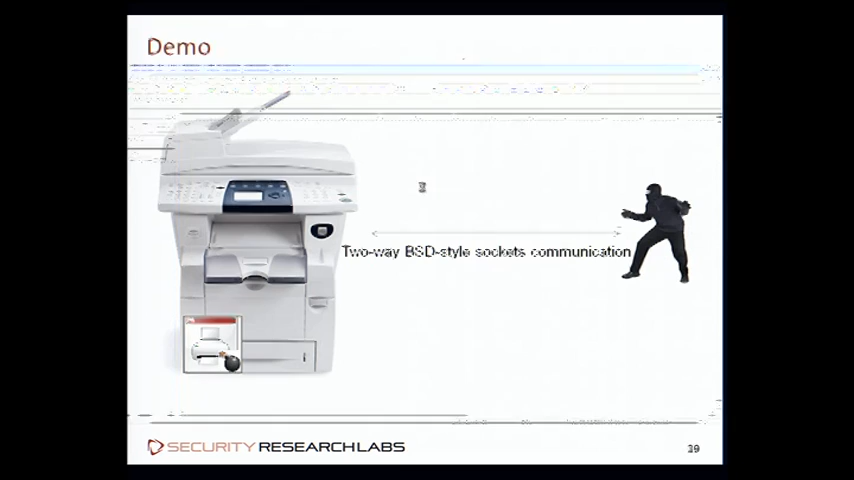 Demo
Two-way BSD-style sockets communication
SECURITY RESEARCH LABS
39